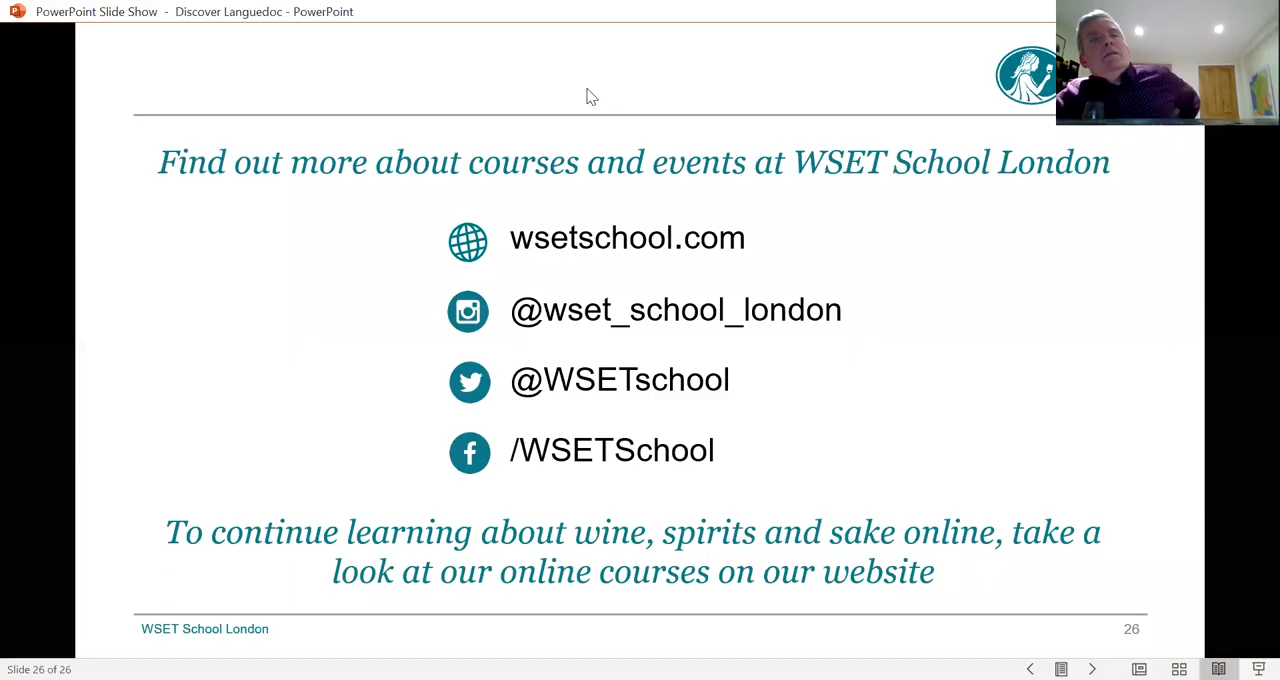 PowerPoint Slide Show - Discover Languedoc - PowerPoint
Find out more about courses and events at WSET School London
wsetschool.com
@wset_school_london
@WSETschool
/WSETSchool
To continue learning about wine, spirits and sake online, take a
look at our online courses on our website
WSET School London
26
Slide 26 of 26